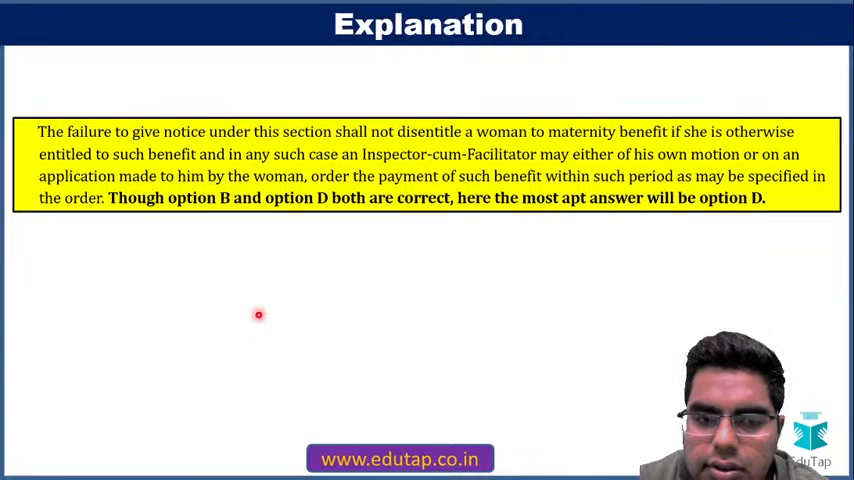 Explanation
The failure to give notice under this section shall not disentitle a woman to maternity benefit if she is otherwise
entitled to such benefit and in any such case an Inspector-cum-Facilitator may either of his own motion or on an
application made to him by the woman, order the payment of such benefit within such period as may be specified in
the order. Though option B and option D both are correct, here the most apt answer will be option D.
www.edutap.co.in
EduTap